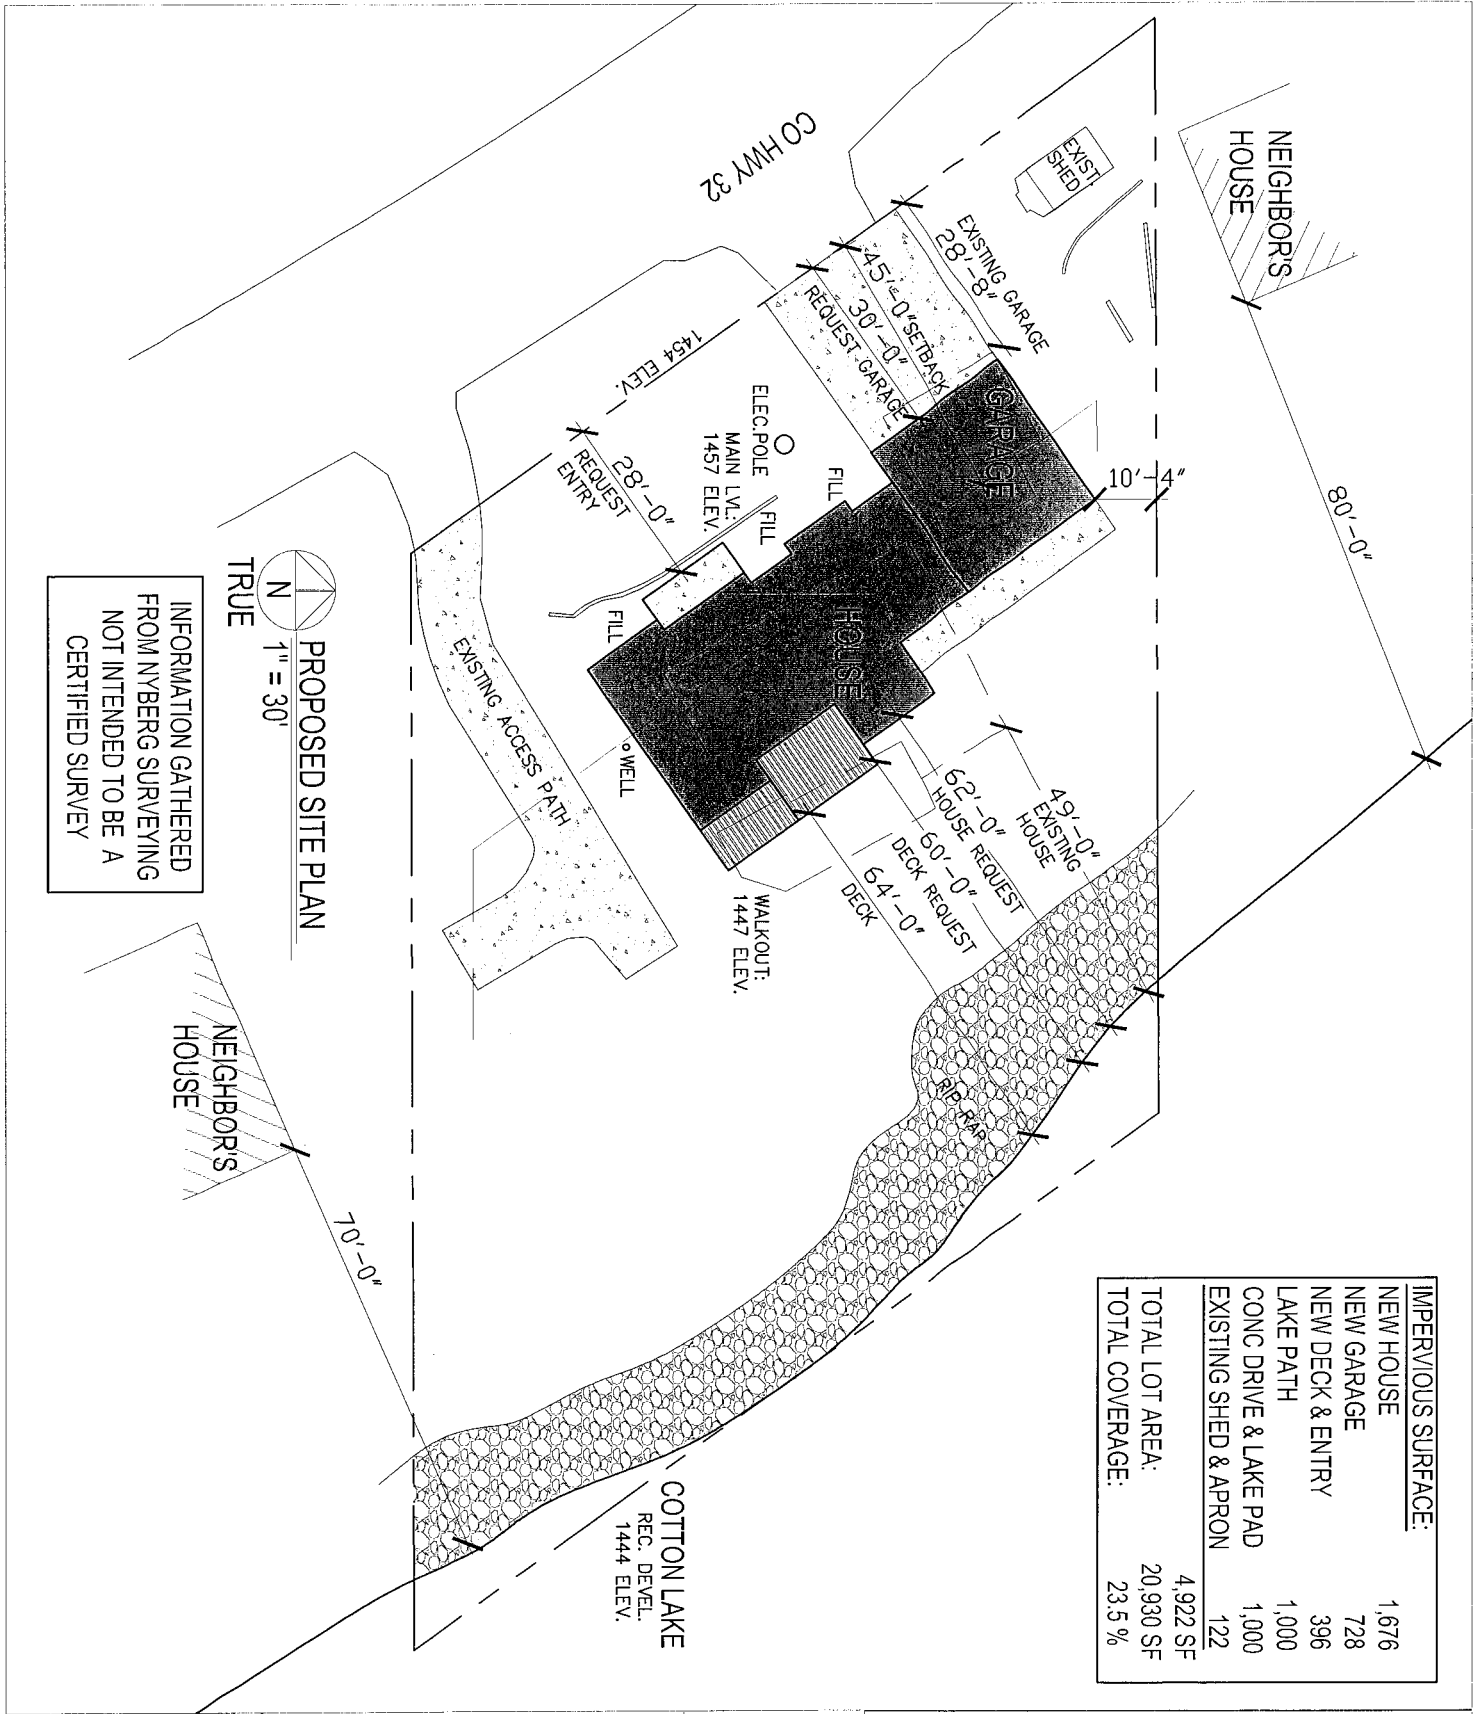 IMPERVIOUS SURFACE:
NEW HOUSE 1,676
NEW GARAGE 728
NEW DECK & ENTRY 396
LAKE PATH 1,000
CONC DRIVE & LAKE PAD 1,000
EXISTING SHED & APRON 122
4,922 SF
TOTAL LOT AREA: 20,930 SF
TOTAL COVERAGE: 23.5 %
NEIGHBOR'S
HOUSE
80'-0"
EXIST.
SHED
CO HWY 32
EXISTING GARAGE
28'-8"
45'-0" SETBACK
30'-0"
REQUEST GARAGE
GARAGE
10'-4"
1454 ELEV.
ELEC.POLE
MAIN LVL:
1457 ELEV.
FILL
FILL
28'-0"
REQUEST
ENTRY
FILL
HOUSE
WELL
49'-0"
EXISTING
HOUSE
62'-0"
HOUSE REQUEST
60'-0"
DECK REQUEST
64'-0"
DECK
WALKOUT:
1447 ELEV.
RIP RAP
EXISTING ACCESS PATH
COTTON LAKE
REC. DEVEL.
1444 ELEV.
NEIGHBOR'S
HOUSE
70'-0"
N
TRUE
PROPOSED SITE PLAN
1" = 30'
INFORMATION GATHERED
FROM NYBERG SURVEYING
NOT INTENDED TO BE A
CERTIFIED SURVEY